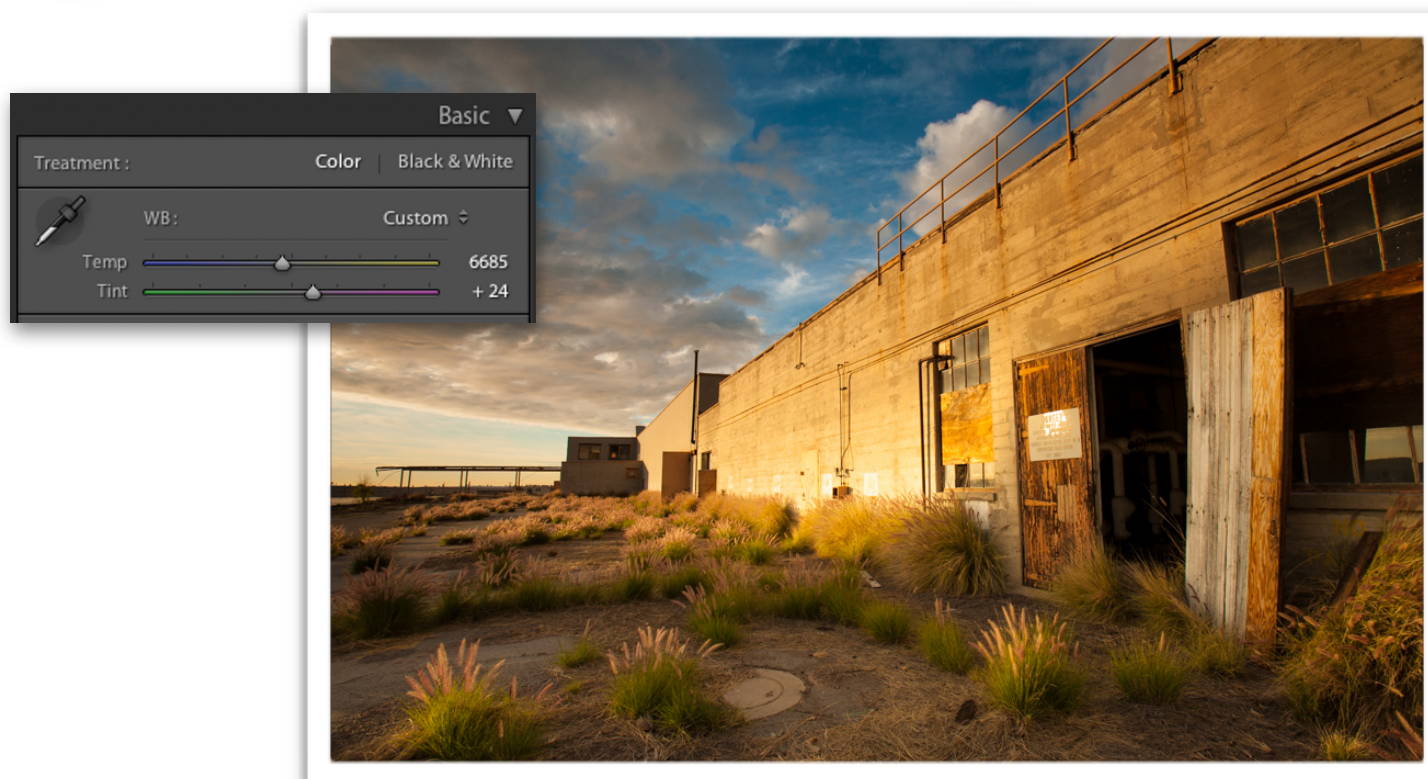 Basic
Treatment :
Color | Black & White
WB :
Custom
Temp 6685
Tint + 24